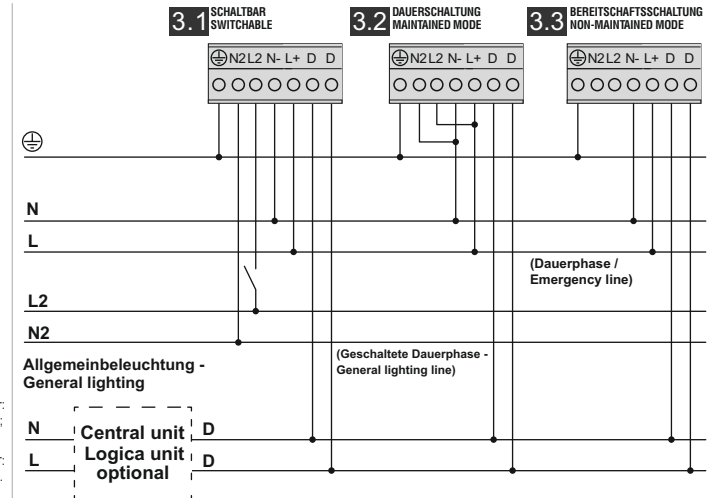 3.1 SCHALTBAR
SWITCHABLE
3.2 DAUERSCHALTUNG
MAINTAINED MODE
3.3 BEREITSCHAFTSSCHALTUNG
NON-MAINTAINED MODE
N2 L2 N- L+ D D
N2 L2 N- L+ D D
N2 L2 N- L+ D D
N
L
(Dauerphase /
Emergency line)
L2
N2
Allgemeinbeleuchtung -
General lighting
(Geschaltete Dauerphase -
General lighting line)
N
Central unit
D
L
Logica unit
D
optional